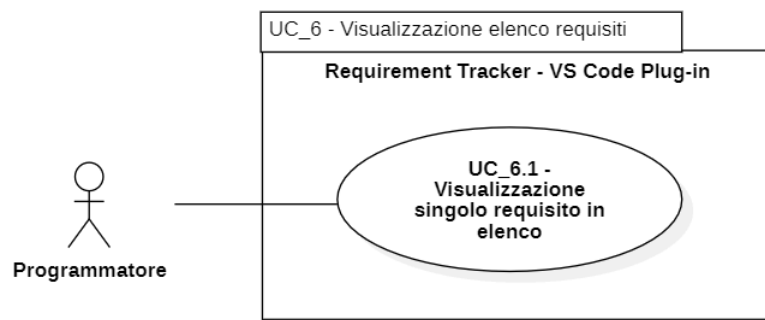 UC_6 - Visualizzazione elenco requisiti
Requirement Tracker - VS Code Plug-in
UC_6.1 -
Visualizzazione
singolo requisito in
elenco
Programmatore